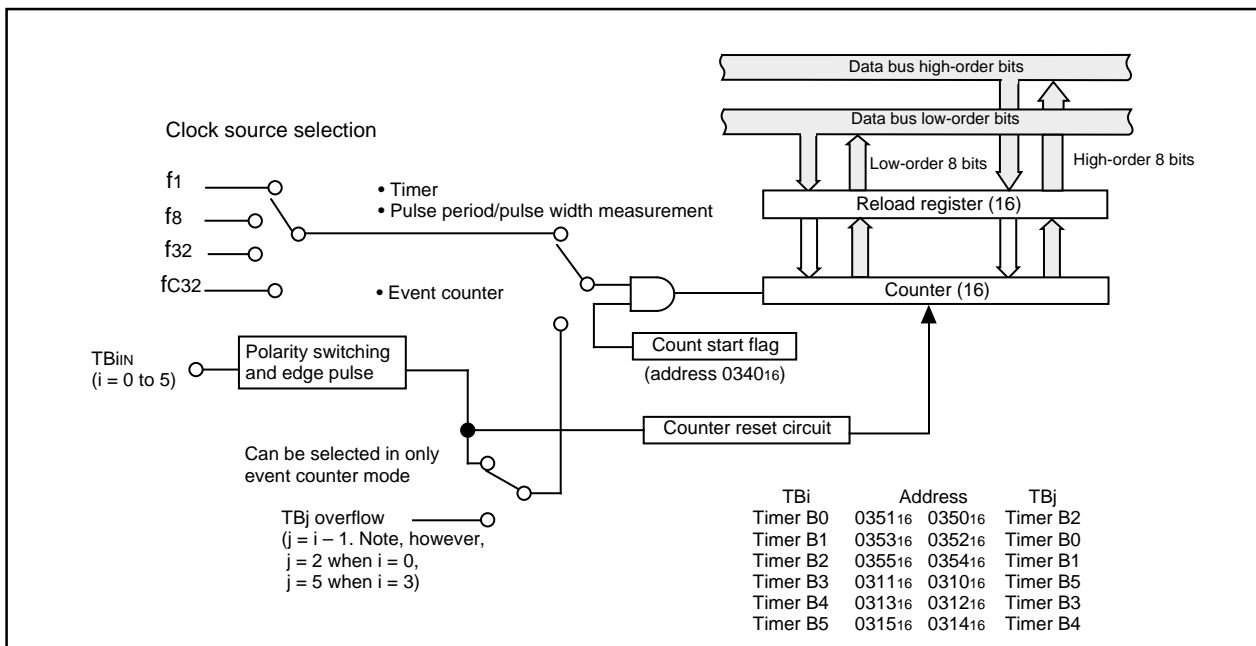 Data bus high-order bits
Data bus low-order bits
Clock source selection
Low-order 8 bits
High-order 8 bits
f1
• Timer
• Pulse period/pulse width measurement
Reload register (16)
f8
f32
fC32
• Event counter
Counter (16)
Count start flag
(address 034016)
TBiIN
(i = 0 to 5)
Polarity switching
and edge pulse
Counter reset circuit
Can be selected in only
event counter mode
TBj overflow
(j = i – 1. Note, however,
j = 2 when i = 0,
j = 5 when i = 3)
TBi Address TBj
Timer B0 035116 035016 Timer B2
Timer B1 035316 035216 Timer B0
Timer B2 035516 035416 Timer B1
Timer B3 031116 031016 Timer B5
Timer B4 031316 031216 Timer B3
Timer B5 031516 031416 Timer B4